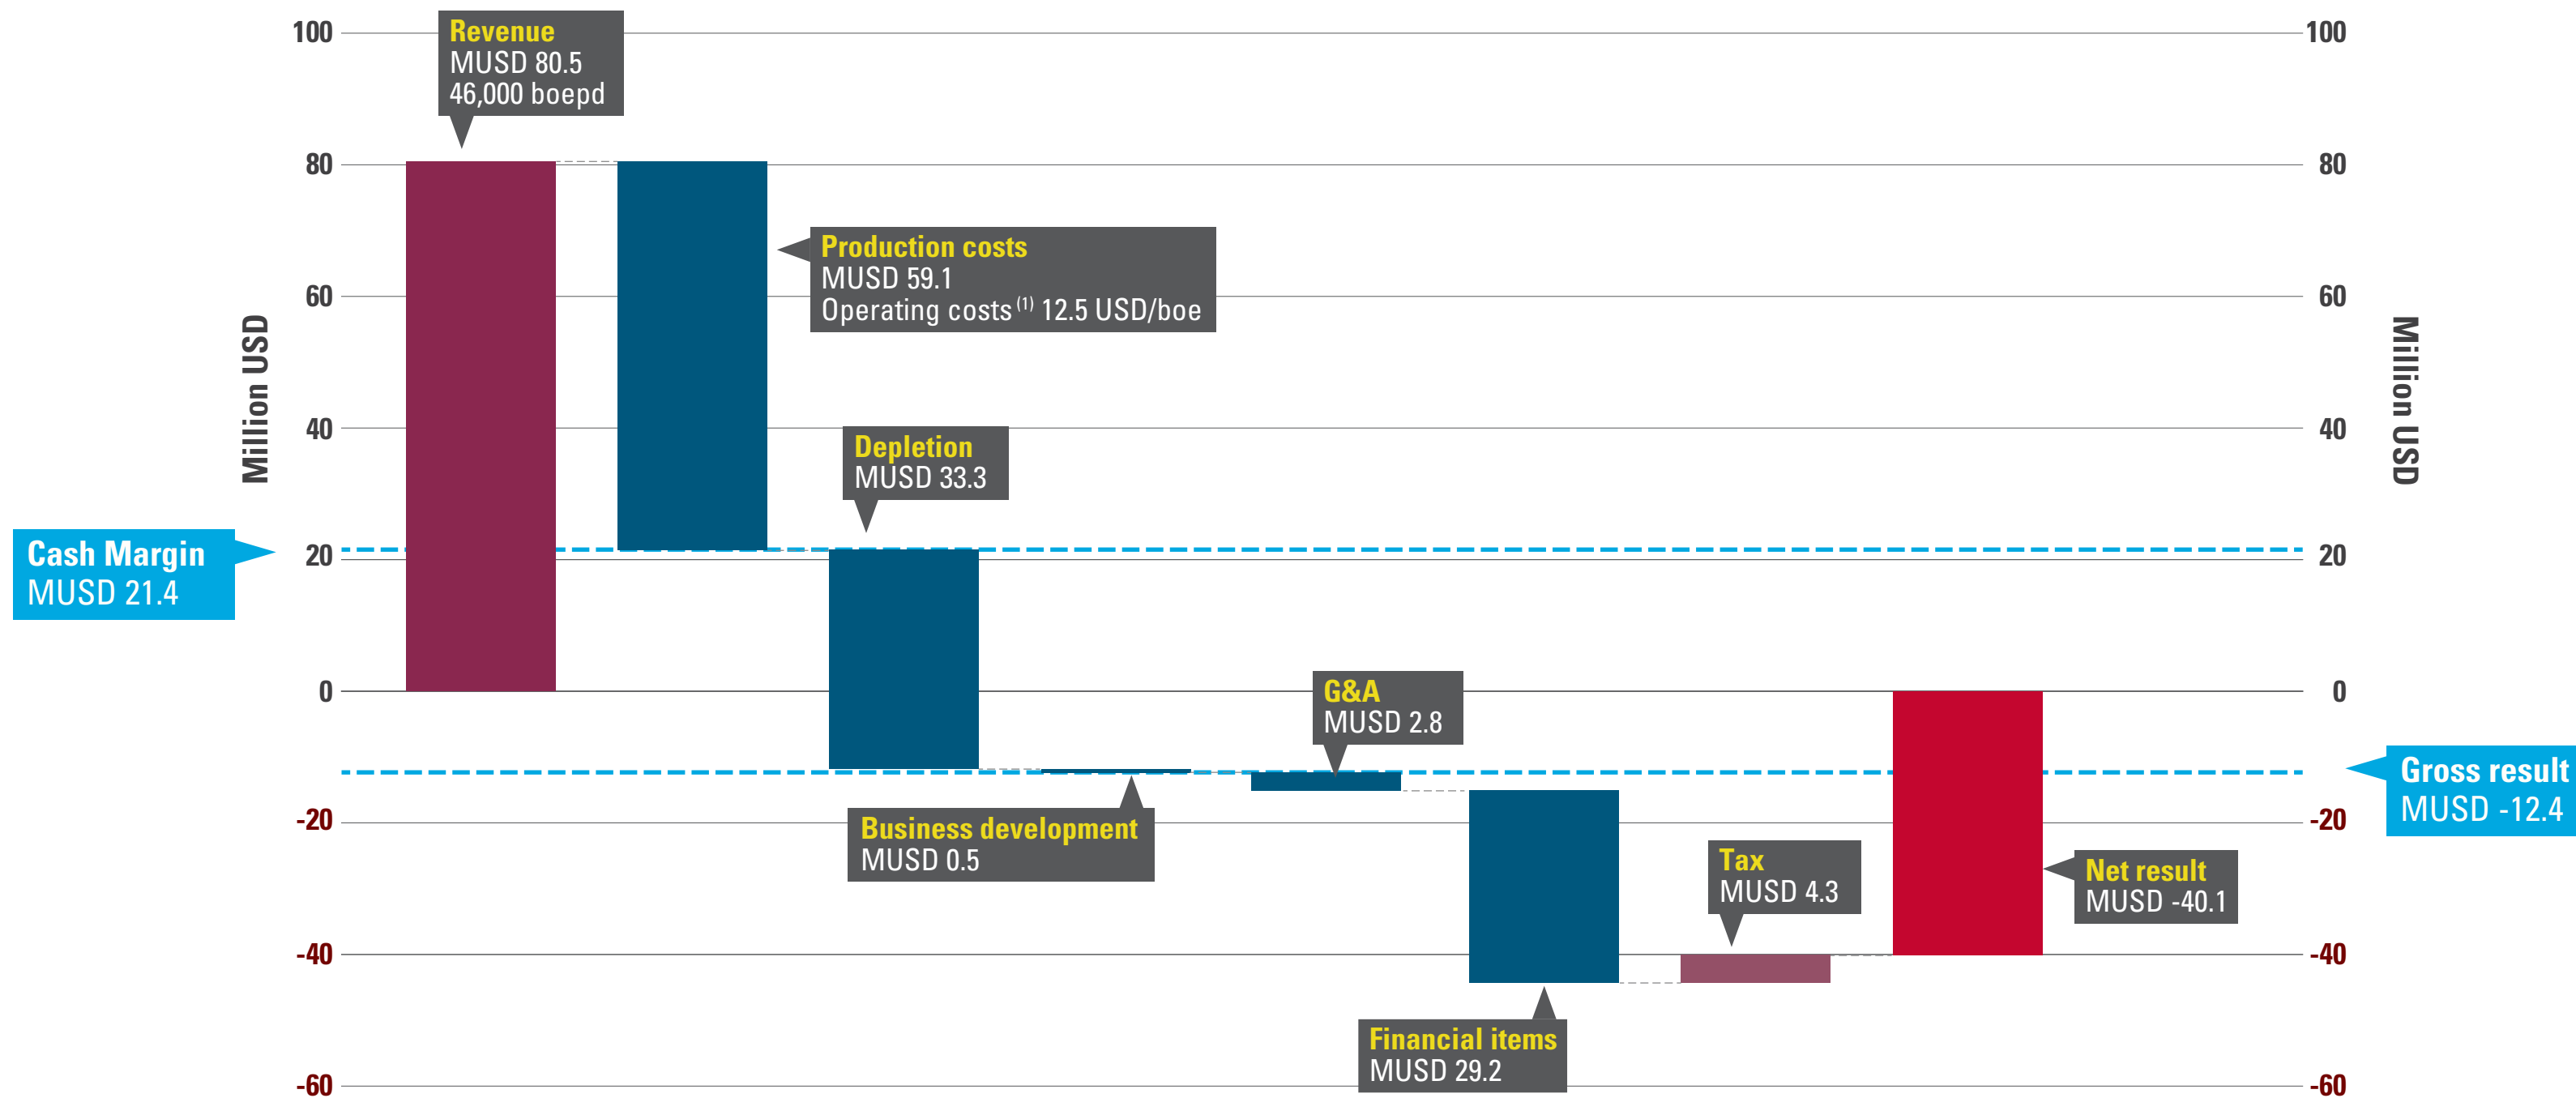 100
80
60
40
20
0
-20
-40
-60
Million USD
Revenue
MUSD 80.5
46,000 boepd
Production costs
MUSD 59.1
Operating costs (1) 12.5 USD/boe
Depletion
MUSD 33.3
Cash Margin
MUSD 21.4
Business development
MUSD 0.5
G&A
MUSD 2.8
Financial items
MUSD 29.2
Tax
MUSD 4.3
Net result
MUSD -40.1
Gross result
MUSD -12.4
100
80
60
40
20
0
-20
-40
-60
Million USD